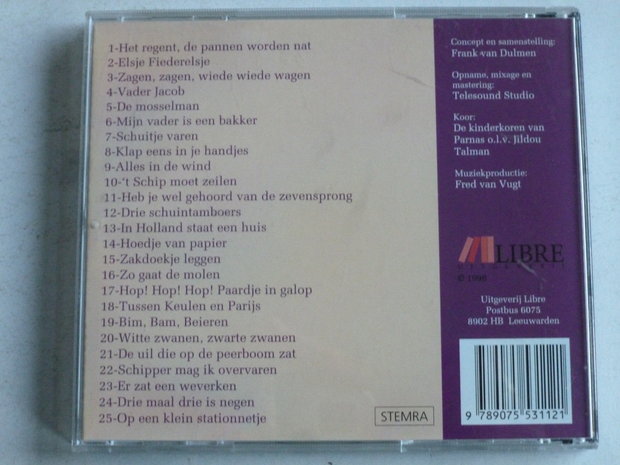 1-Het regent, de pannen worden nat
2-Elsje Fiederelsje
3-Zagen, zagen, wiede wiede wagen
4-Vader Jacob
5-De mosselman
6-Mijn vader is een bakker
7-Schuitje varen
8-Klap eens in je handjes
9-Alles in de wind
10-'t Schip moet zeilen
11-Heb je wel gehoord van de zevensprong
12-Drie schuintamboers
13-In Holland staat een huis
14-Hoedje van papier
15-Zakdoekje leggen
16-Zo gaat de molen
17-Hop! Hop! Hop! Paardje in galop
18-Tussen Keulen en Parijs
19-Bim, Bam, Beieren
20-Witte zwanen, zwarte zwanen
21-De uil die op de peerboom zat
22-Schipper mag ik overvaren
23-Er zat een weverken
24-Drie maal drie is negen
25-Op een klein stationnetje
STEMRA
Concept en samenstelling:
Frank van Dulmen
Opname, mixage en
mastering:
Telesound Studio
Koor:
De kinderkoren van
Parnas o.l.v. Jildou
Talman
Muziekproductie:
Fred van Vugt
LIBRE
UITGEVERIJ
© 1996
Uitgeverij Libre
Postbus 6075
8902 HB Leeuwarden
9 789075 531121